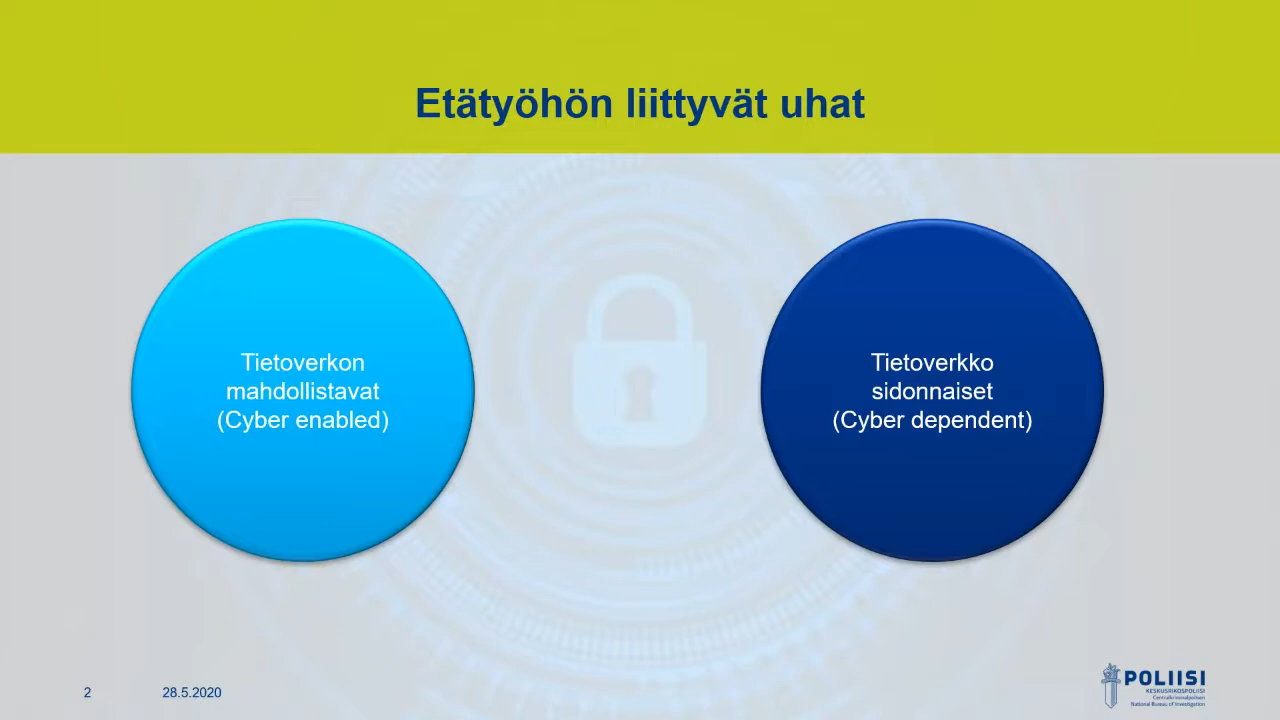 Etätyöhön liittyvät uhat
Tietoverkon
mahdollistavat
(Cyber enabled)
Tietoverkko
sidonnaiset
(Cyber dependent)
2
28.5.2020
POLIISI
KESKUSRIKOSPOLIISI
Centralkriminalpolisen
National Bureau of Investigation